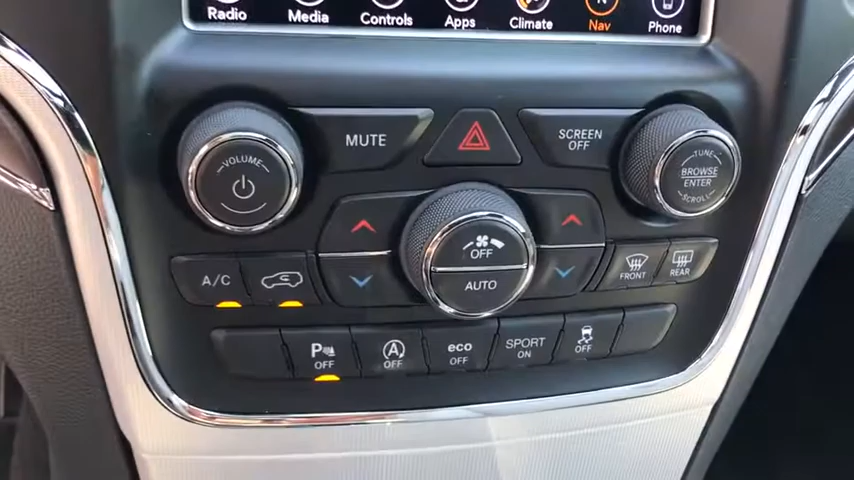 Radio Media Controls Apps Climate Nav Phone
VOLUME
MUTE
SCREEN
OFF
TUNE
BROWSE
ENTER
SCROLL
OFF
AUTO
A/C
FRONT
REAR
P OFF
A OFF
eco
OFF
SPORT
ON
OFF